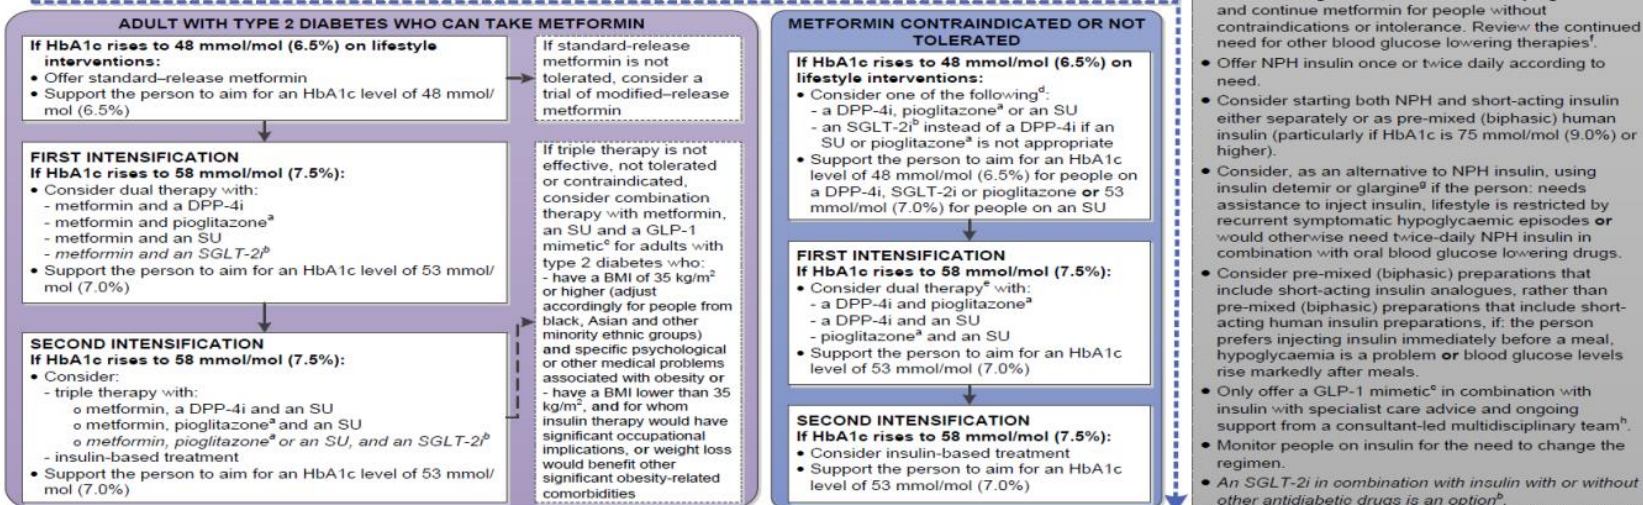 ADULT WITH TYPE 2 DIABETES WHO CAN TAKE METFORMIN
If HbA1c rises to 48 mmol/mol (6.5%) on lifestyle
interventions:
• Offer standard–release metformin
• Support the person to aim for an HbA1c level of 48 mmol/
mol (6.5%)
If standard-release
metformin is not
tolerated, consider a
trial of modified–release
metformin
FIRST INTENSIFICATION
If HbA1c rises to 58 mmol/mol (7.5%):
• Consider dual therapy with:
- metformin and a DPP-4i
- metformin and pioglitazoneᵃ
- metformin and an SU
- metformin and an SGLT-2iᵇ
• Support the person to aim for an HbA1c level of 53 mmol/
mol (7.0%)
SECOND INTENSIFICATION
If HbA1c rises to 58 mmol/mol (7.5%):
• Consider:
- triple therapy with:
o metformin, a DPP-4i and an SU
o metformin, pioglitazoneᵃ and an SU
o metformin, pioglitazoneᵃ or an SU, and an SGLT-2iᵇ
- insulin-based treatment
• Support the person to aim for an HbA1c level of 53 mmol/
mol (7.0%)
If triple therapy is not
effective, not tolerated
or contraindicated,
consider combination
therapy with metformin,
an SU and a GLP-1
mimeticᶜ for adults with
type 2 diabetes who:
- have a BMI of 35 kg/m²
or higher (adjust
accordingly for people from
black, Asian and other
minority ethnic groups)
and specific psychological
or other medical problems
associated with obesity or
- have a BMI lower than 35
kg/m², and for whom
insulin therapy would have
significant occupational
implications, or weight loss
would benefit other
significant obesity-related
comorbidities
METFORMIN CONTRAINDICATED OR NOT
TOLERATED
If HbA1c rises to 48 mmol/mol (6.5%) on
lifestyle interventions:
• Consider one of the followingᵈ:
- a DPP-4i, pioglitazoneᵃ or an SU
- an SGLT-2iᵇ instead of a DPP-4i if an
SU or pioglitazoneᵃ is not appropriate
• Support the person to aim for an HbA1c
level of 48 mmol/mol (6.5%) for people on
a DPP-4i, SGLT-2i or pioglitazone or 53
mmol/mol (7.0%) for people on an SU
FIRST INTENSIFICATION
If HbA1c rises to 58 mmol/mol (7.5%):
• Consider dual therapyᵉ with:
- a DPP-4i and pioglitazoneᵃ
- a DPP-4i and an SU
- pioglitazoneᵃ and an SU
• Support the person to aim for an HbA1c
level of 53 mmol/mol (7.0%)
SECOND INTENSIFICATION
If HbA1c rises to 58 mmol/mol (7.5%):
• Consider insulin-based treatment
• Support the person to aim for an HbA1c
level of 53 mmol/mol (7.0%)
and continue metformin for people without
contraindications or intolerance. Review the continued
need for other blood glucose lowering therapiesᶠ.
• Offer NPH insulin once or twice daily according to
need.
• Consider starting both NPH and short-acting insulin
either separately or as pre-mixed (biphasic) human
insulin (particularly if HbA1c is 75 mmol/mol (9.0%) or
higher).
• Consider, as an alternative to NPH insulin, using
insulin detemir or glargineᵍ if the person: needs
assistance to inject insulin, lifestyle is restricted by
recurrent symptomatic hypoglycaemic episodes or
would otherwise need twice-daily NPH insulin in
combination with oral blood glucose lowering drugs.
• Consider pre-mixed (biphasic) preparations that
include short-acting insulin analogues, rather than
pre-mixed (biphasic) preparations that include short-
acting human insulin preparations, if: the person
prefers injecting insulin immediately before a meal,
hypoglycaemia is a problem or blood glucose levels
rise markedly after meals.
• Only offer a GLP-1 mimeticᶜ in combination with
insulin with specialist care advice and ongoing
support from a consultant-led multidisciplinary teamʰ.
• Monitor people on insulin for the need to change the
regimen.
• An SGLT-2i in combination with insulin with or without
other antidiabetic drugs is an optionᵇ.